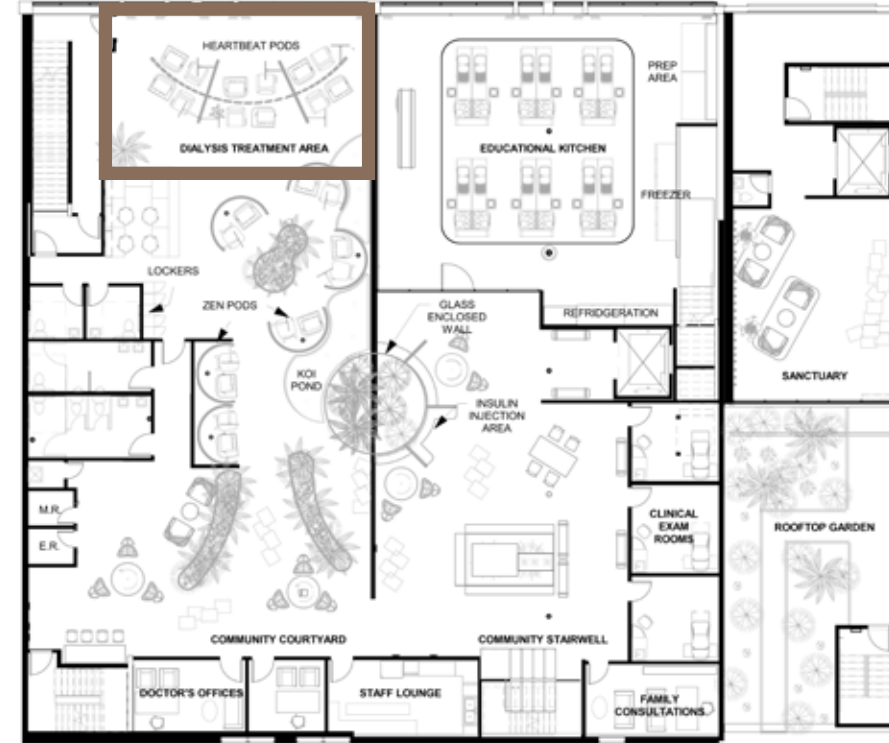 HEARTBEAT PODS
DIALYSIS TREATMENT AREA
PREP
AREA
EDUCATIONAL KITCHEN
FREEZER
LOCKERS
ZEN PODS
GLASS
ENCLOSED
WALL
REFRIDGERATION
KOI
POND
INSULIN
INJECTION
AREA
SANCTUARY
M.R.
E.R.
CLINICAL
EXAM
ROOMS
ROOFTOP GARDEN
COMMUNITY COURTYARD
COMMUNITY STAIRWELL
DOCTOR'S OFFICES
STAFF LOUNGE
FAMILY
CONSULTATIONS